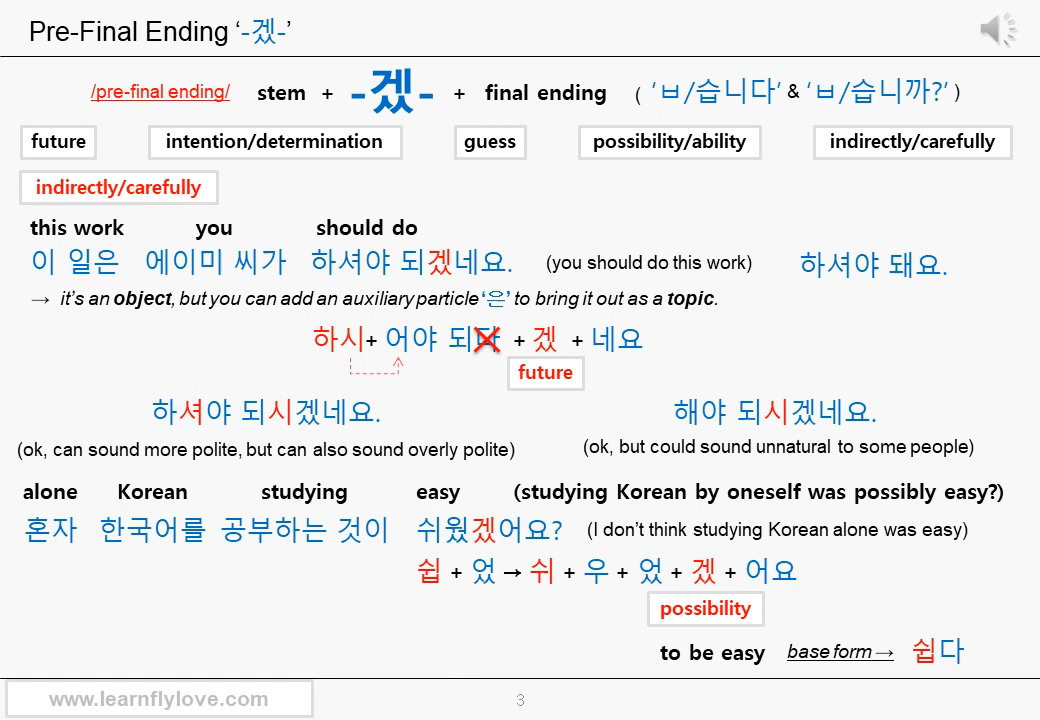 Pre-Final Ending ‘-겠-’
/pre-final ending/ stem + -겠- + final ending ( ‘ㅂ/습니다’ & ‘ㅂ/습니까?’ )
future intention/determination guess possibility/ability indirectly/carefully
indirectly/carefully
this work you should do
이 일은 에이미 씨가 하셔야 되겠네요. (you should do this work) 하셔야 돼요.
→ it’s an object, but you can add an auxiliary particle ‘은’ to bring it out as a topic.
하시+ 어야 되다 + 겠 + 네요
future
하셔야 되시겠네요. 해야 되시겠네요.
(ok, can sound more polite, but can also sound overly polite) (ok, but could sound unnatural to some people)
alone Korean studying easy (studying Korean by oneself was possibly easy?)
혼자 한국어를 공부하는 것이 쉬웠겠어요? (I don’t think studying Korean alone was easy)
쉽 + 었 → 쉬 + 우 + 었 + 겠 + 어요
possibility
to be easy base form → 쉽다
www.learnflylove.com 3